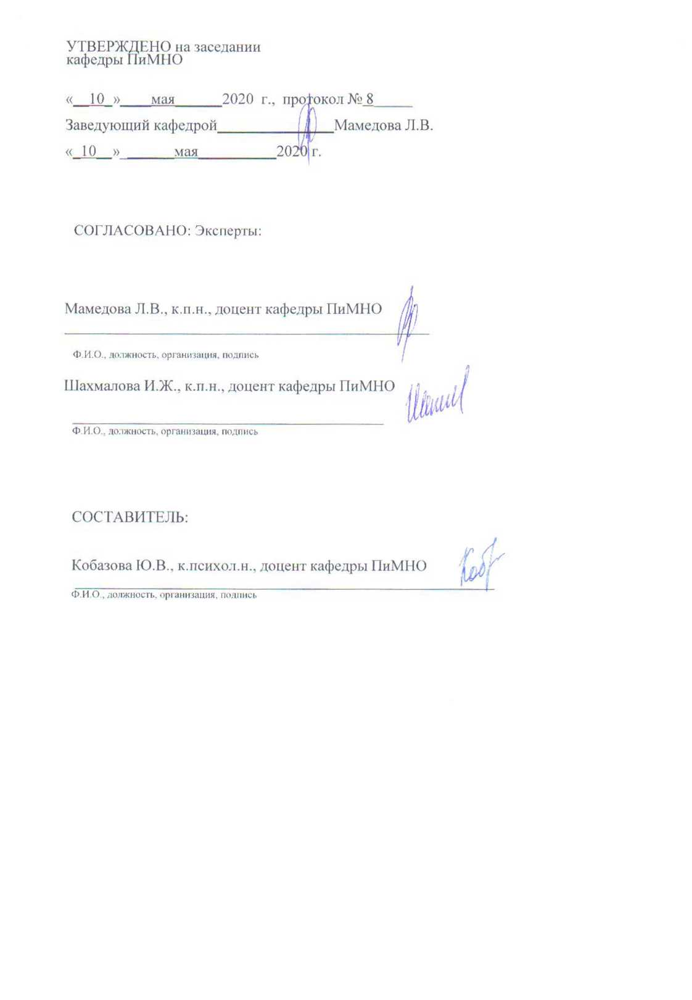 УТВЕРЖДЕНО на заседании
кафедры ПиМНО
«__10_»____мая______2020 г., протокол № 8_____
Заведующий кафедрой_______________Мамедова Л.В.
«_10__»_______мая__________2020 г.
СОГЛАСОВАНО: Эксперты:
Мамедова Л.В., к.п.н., доцент кафедры ПиМНО
Ф.И.О., должность, организация, подпись
Шахмалова И.Ж., к.п.н., доцент кафедры ПиМНО
Ф.И.О., должность, организация, подпись
СОСТАВИТЕЛЬ:
Кобазова Ю.В., к.психол.н., доцент кафедры ПиМНО
Ф.И.О., должность, организация, подпись